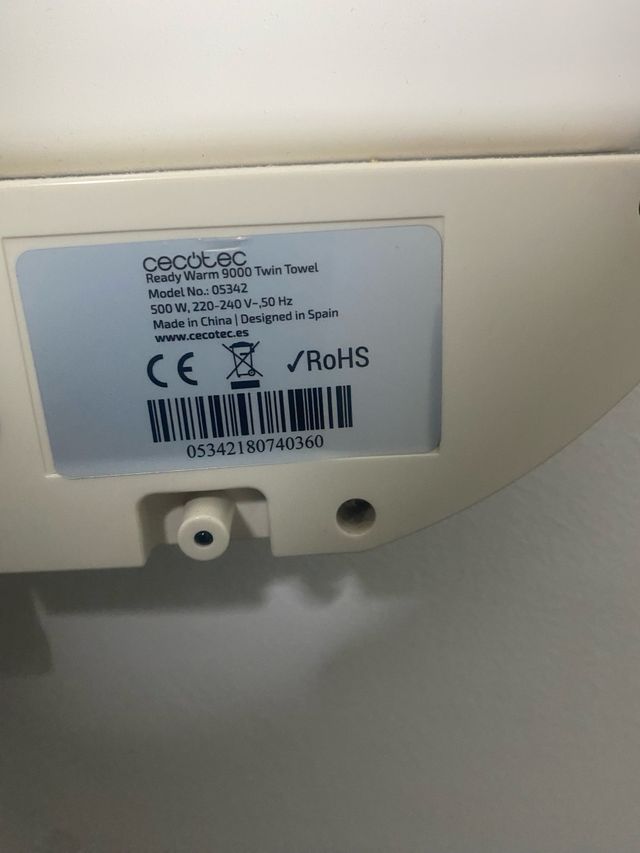 cecotec
Ready Warm 9000 Twin Towel
Model No.: 05342
500 W, 220-240 V~,50 Hz
Made in China | Designed in Spain
www.cecotec.es
CE ✓RoHS
05342180740360